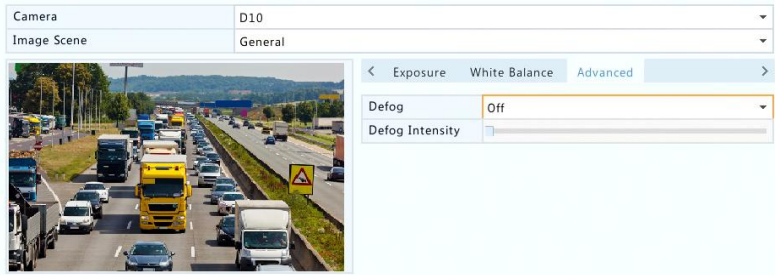 Camera D10
Image Scene General
< Exposure White Balance Advanced >
Defog Off
Defog Intensity